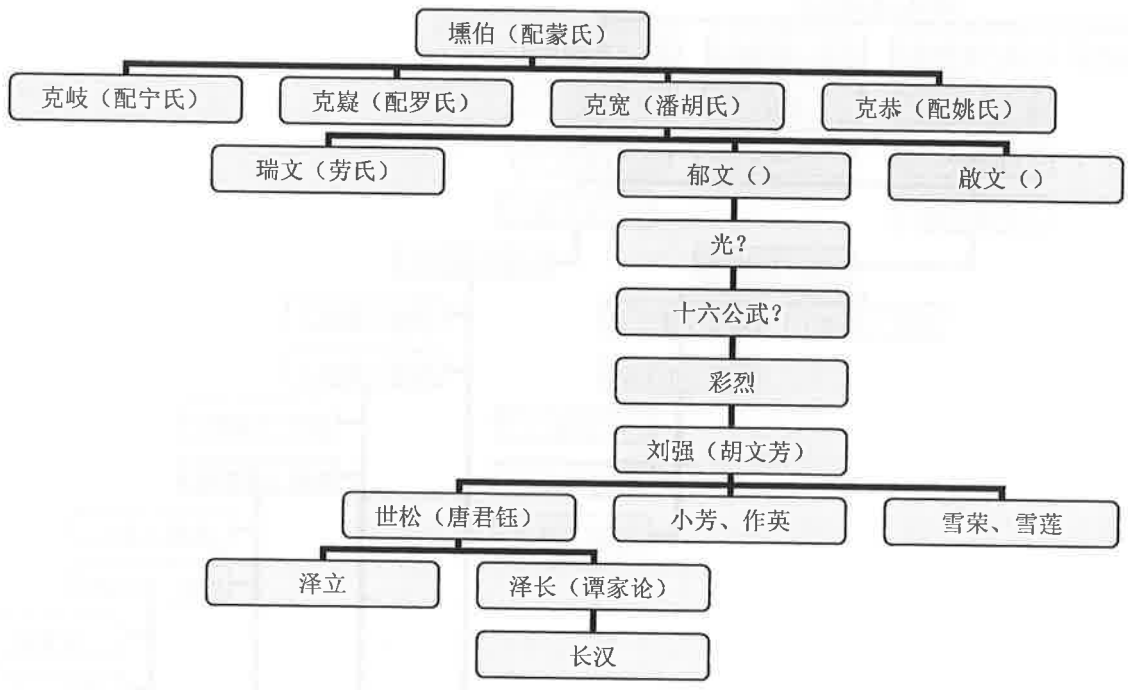 壎伯（配蒙氏）
克岐（配宁氏）
克嶷（配罗氏）
克宽（潘胡氏）
克恭（配姚氏）
瑞文（劳氏）
郁文（）
啟文（）
光？
十六公武？
彩烈
刘强（胡文芳）
世松（唐君钰）
小芳、作英
雪荣、雪莲
泽立
泽长（谭家论）
长汉